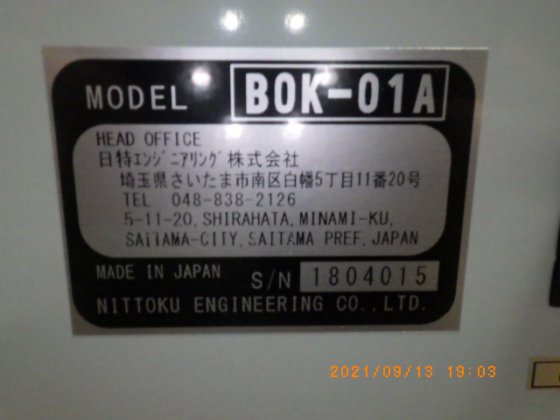 MODEL BOK-01A
HEAD OFFICE
日特エンジニアリング株式会社
埼玉県さいたま市南区白幡5丁目11番20号
TEL 048-838-2126
5-11-20, SHIRAHATA, MINAMI-KU,
SAITAMA-CITY, SAITAMA PREF, JAPAN
MADE IN JAPAN S/N 1804015
NITTOKU ENGINEERING CO., LTD.
2021/09/13 19:03